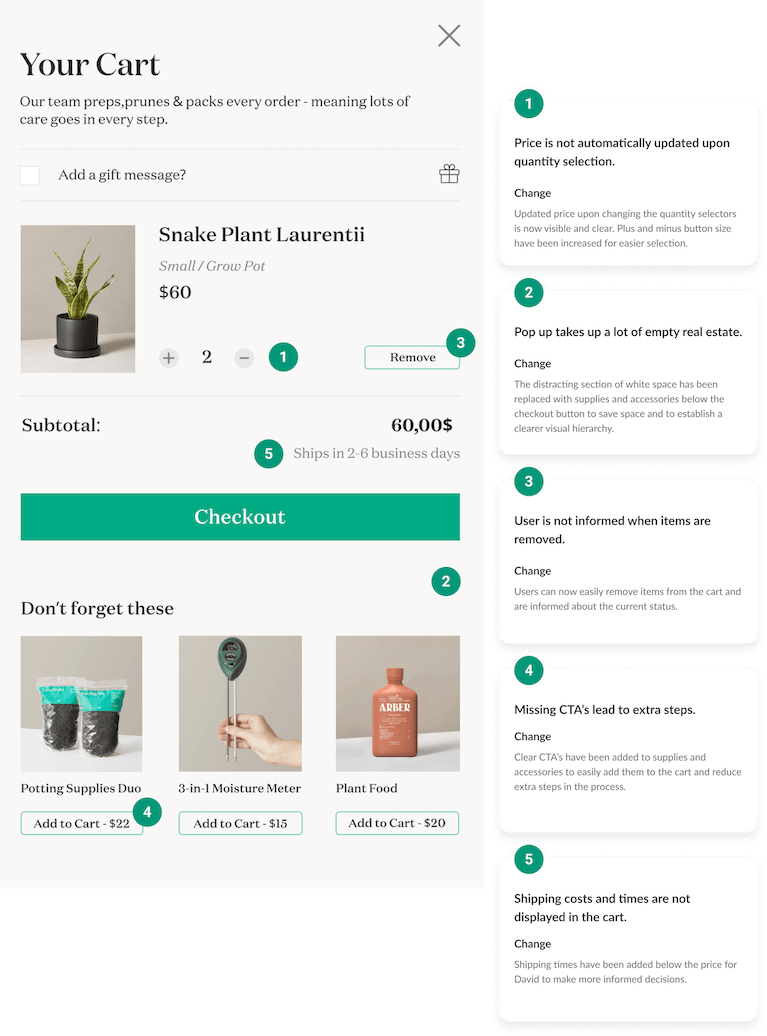 Your Cart
Our team preps,prunes & packs every order - meaning lots of
care goes in every step.
Add a gift message?
Snake Plant Laurentii
Small / Grow Pot
$60
2
1
Remove
3
Subtotal:
60,00$
5
Ships in 2-6 business days
Checkout
2
Don't forget these
ARBER
Potting Supplies Duo
3-in-1 Moisture Meter
Plant Food
Add to Cart - $22
4
Add to Cart - $15
Add to Cart - $20
1
Price is not automatically updated upon
quantity selection.
Change
Updated price upon changing the quantity selectors
is now visible and clear. Plus and minus button size
have been increased for easier selection.
2
Pop up takes up a lot of empty real estate.
Change
The distracting section of white space has been
replaced with supplies and accessories below the
checkout button to save space and to establish a
clearer visual hierarchy.
3
User is not informed when items are
removed.
Change
Users can now easily remove items from the cart and
are informed about the current status.
4
Missing CTA's lead to extra steps.
Change
Clear CTA's have been added to supplies and
accessories to easily add them to the cart and reduce
extra steps in the process.
5
Shipping costs and times are not
displayed in the cart.
Change
Shipping times have been added below the price for
David to make more informed decisions.